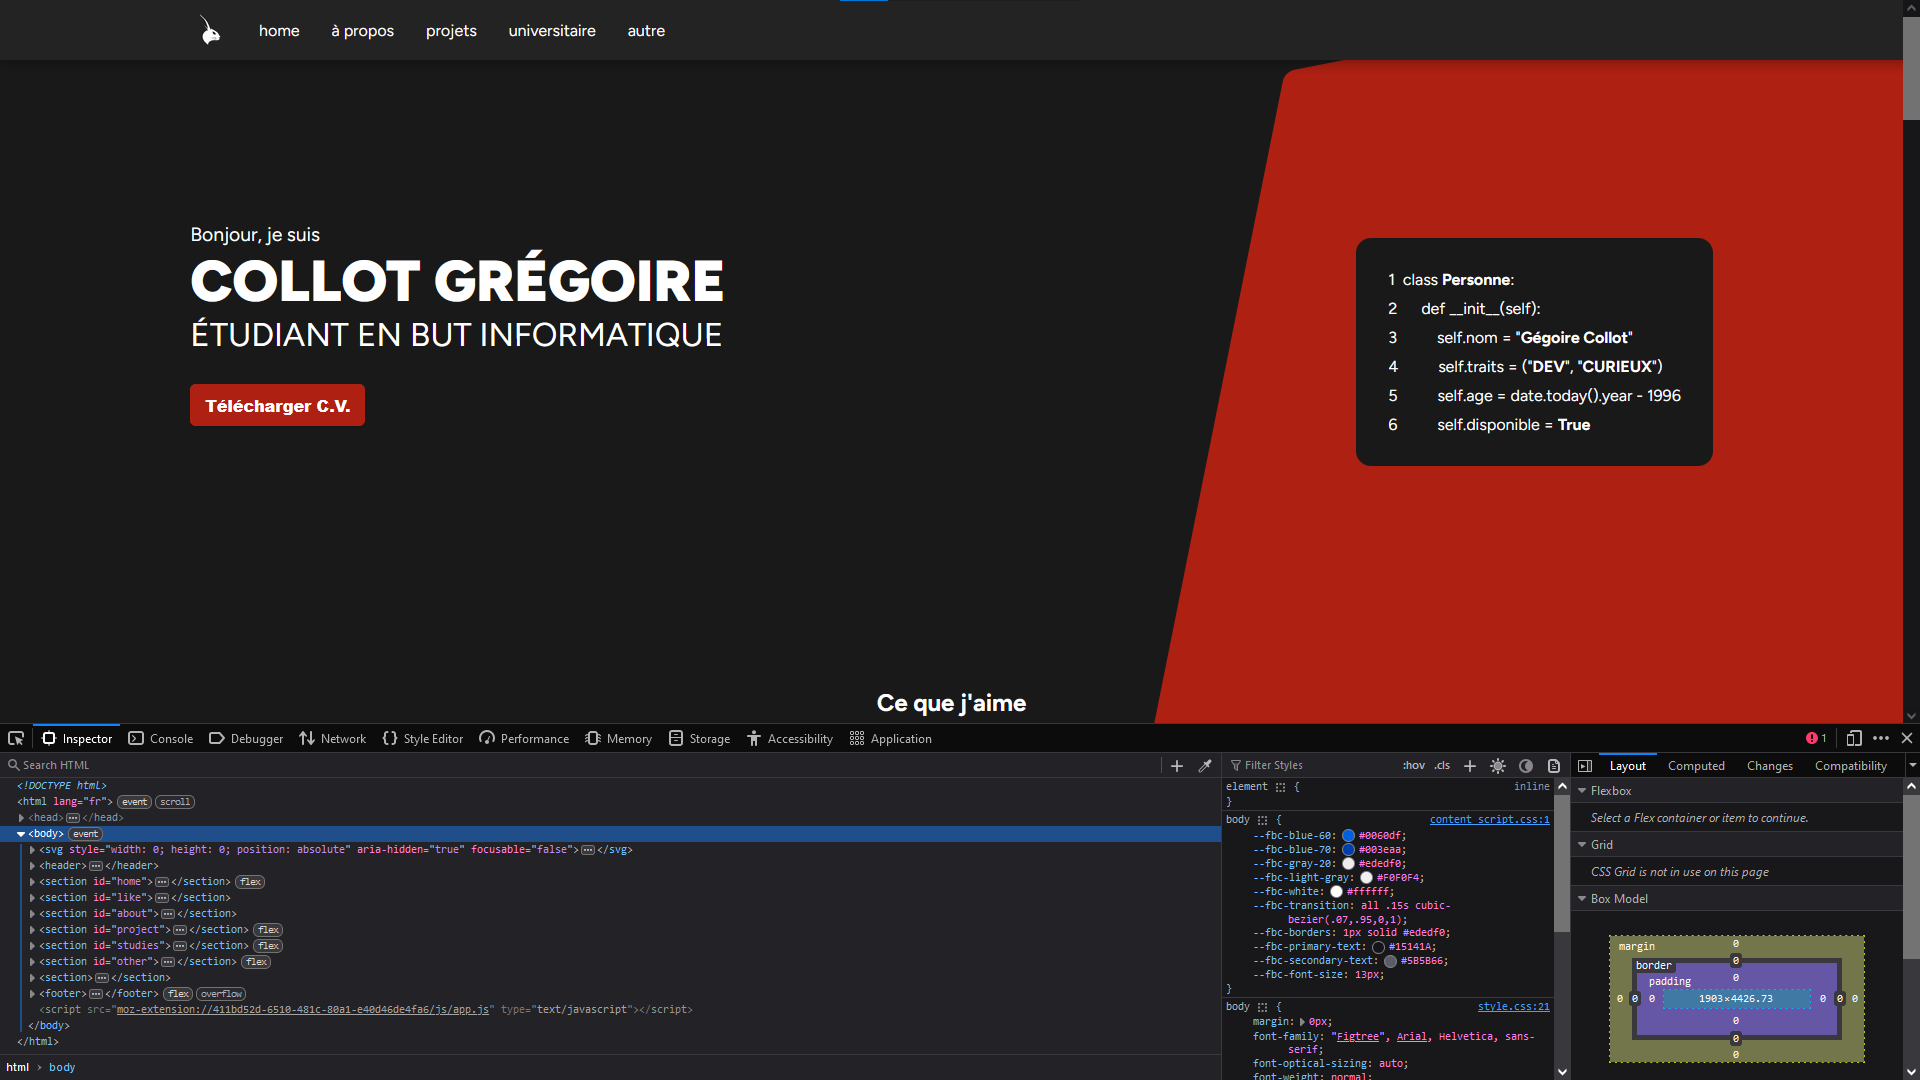 home à propos projets universitaire autre
Bonjour, je suis
COLLOT GRÉGOIRE
ÉTUDIANT EN BUT INFORMATIQUE
Télécharger C.V.
1 class Personne:
2 def __init__(self):
3 self.nom = "Gégoire Collot"
4 self.traits = ("DEV", "CURIEUX")
5 self.age = date.today().year - 1996
6 self.disponible = True
Ce que j'aime
Inspector Console Debugger Network Style Editor Performance Memory Storage Accessibility Application 1
Search HTML
<!DOCTYPE html>
<html lang="fr"> event scroll
<head> </head>
<body> event
<svg style="width: 0; height: 0; position: absolute" aria-hidden="true" focusable="false"> </svg>
<header> </header>
<section id="home"> </section> flex
<section id="like"> </section>
<section id="about"> </section>
<section id="project"> </section> flex
<section id="studies"> </section> flex
<section id="other"> </section> flex
<section> </section>
<footer> </footer> flex overflow
<script src="moz-extension://411bd52d-6510-481c-80a1-e40d46de4fa6/js/app.js" type="text/javascript"></script>
</body>
</html>
html › body
Filter Styles :hov .cls
element { inline
}
body { content_script.css:1
--fbc-blue-60: #0060df;
--fbc-blue-70: #003eaa;
--fbc-gray-20: #ededf0;
--fbc-light-gray: #F0F0F4;
--fbc-white: #ffffff;
--fbc-transition: all .15s cubic-
bezier(.07,.95,0,1);
--fbc-borders: 1px solid #ededf0;
--fbc-primary-text: #15141A;
--fbc-secondary-text: #5B5B66;
--fbc-font-size: 13px;
}
body { style.css:21
margin: 0px;
font-family: "Figtree", Arial, Helvetica, sans-
serif;
font-optical-sizing: auto;
font-weight: normal;
Layout Computed Changes Compatibility
Flexbox
Select a Flex container or item to continue.
Grid
CSS Grid is not in use on this page
Box Model
margin 0
border 0
padding 0
0 0 0 1903×4426.73 0 0 0
0
0
0